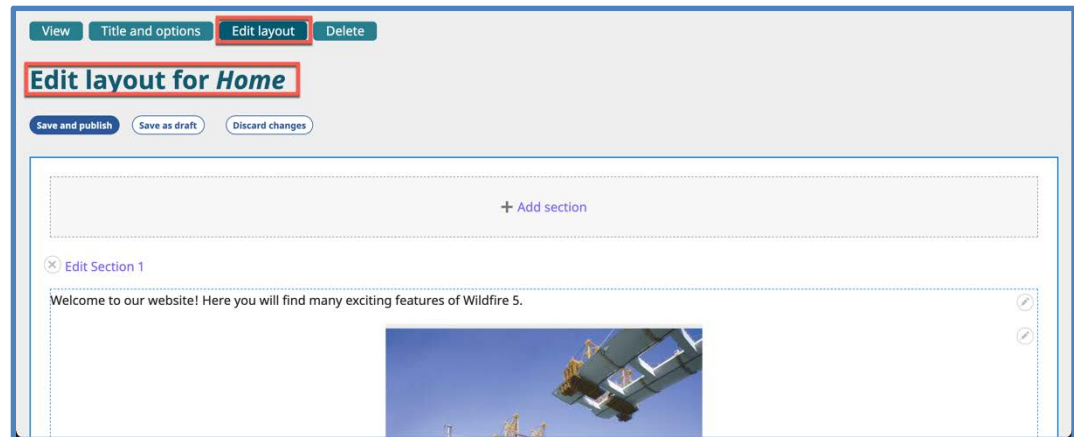 View Title and options Edit layout Delete
Edit layout for Home
Save and publish Save as draft Discard changes
+ Add section
Edit Section 1
Welcome to our website! Here you will find many exciting features of Wildfire 5.